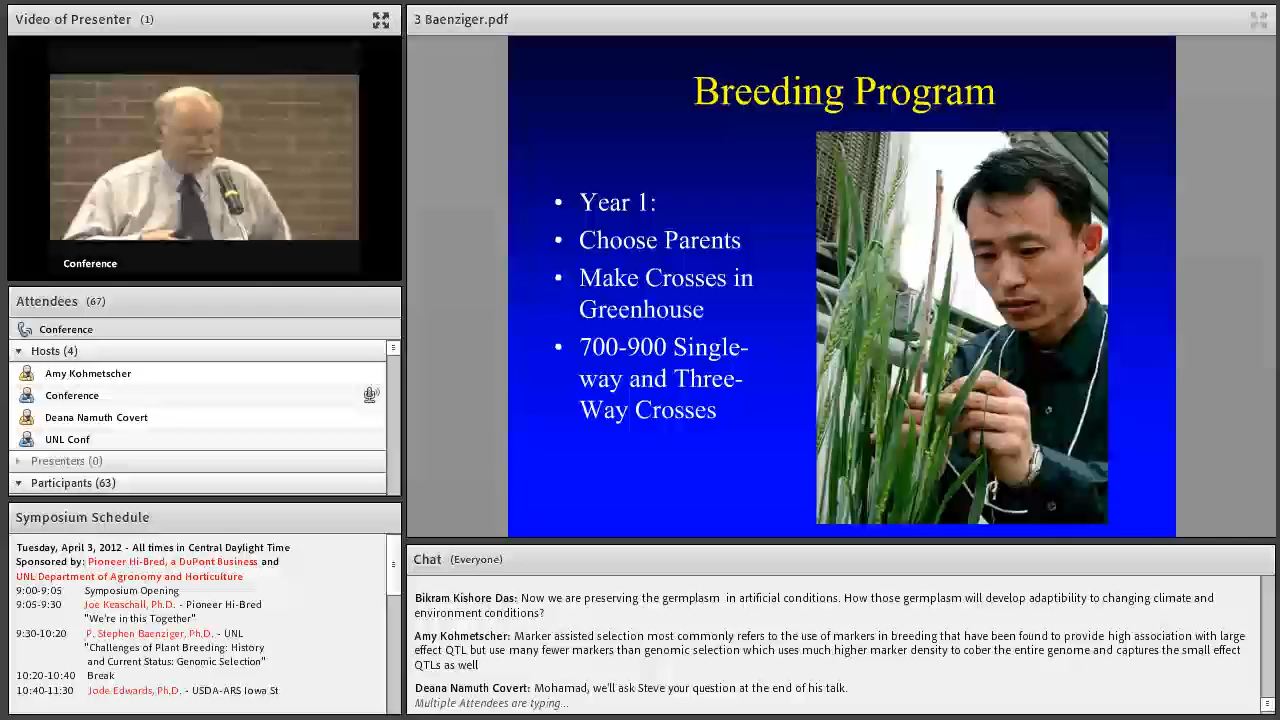 Video of Presenter (1)
Conference
Attendees (67)
Conference
Hosts (4)
Amy Kohmetscher
Conference
Deana Namuth Covert
UNL Conf
Presenters (0)
Participants (63)
Symposium Schedule
Tuesday, April 3, 2012 - All times in Central Daylight Time
Sponsored by: Pioneer Hi-Bred, a DuPont Business and
UNL Department of Agronomy and Horticulture
9:00-9:05 Symposium Opening
9:05-9:30 Joe Keaschall, Ph.D. - Pioneer Hi-Bred
"We're in this Together"
9:30-10:20 P. Stephen Baenziger, Ph.D. - UNL
"Challenges of Plant Breeding: History
and Current Status: Genomic Selection"
10:20-10:40 Break
10:40-11:30 Jode Edwards, Ph.D. - USDA-ARS Iowa St
3 Baenziger.pdf
Breeding Program
• Year 1:
• Choose Parents
• Make Crosses in
Greenhouse
• 700-900 Single-
way and Three-
Way Crosses
Chat (Everyone)
Bikram Kishore Das: Now we are preserving the germplasm in artificial conditions. How those germplasm will develop adaptibility to changing climate and
environment conditions?
Amy Kohmetscher: Marker assisted selection most commonly refers to the use of markers in breeding that have been found to provide high association with large
effect QTL but use many fewer markers than genomic selection which uses much higher marker density to cober the entire genome and captures the small effect
QTLs as well
Deana Namuth Covert: Mohamad, we'll ask Steve your question at the end of his talk.
Multiple Attendees are typing...